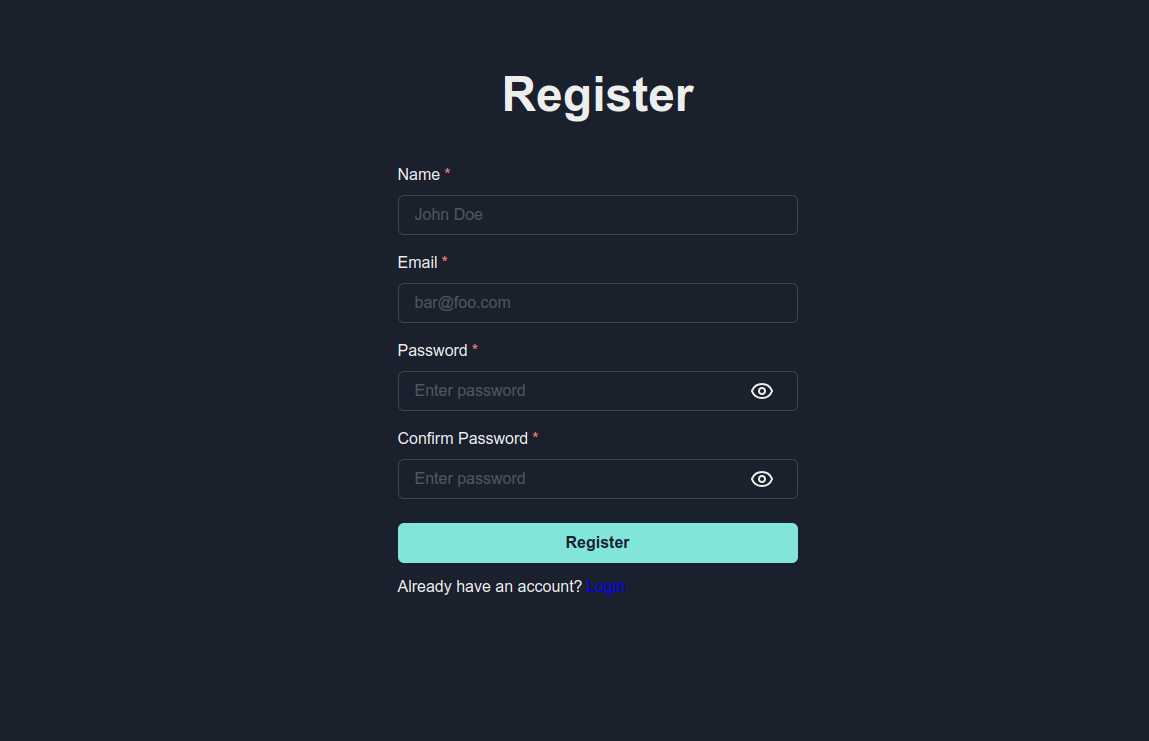 Register
Name *
John Doe
Email *
bar@foo.com
Password *
Enter password
Confirm Password *
Enter password
Register
Already have an account? Login